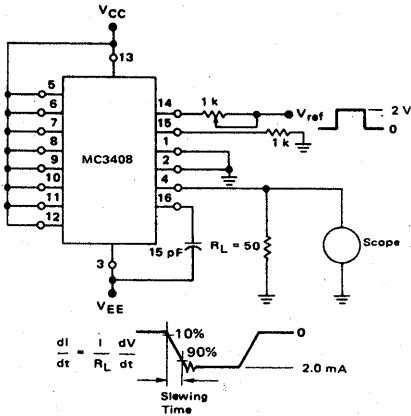 VCC
13
5
6
7
8
9
10
11
12
MC3408
14
15
1
2
4
16
1 k
Vref
1 k
2 V
0
3
VEE
15 pF
RL = 50
Scope
dI/dt = I/RL dV/dt
10%
90%
0
2.0 mA
Slewing
Time